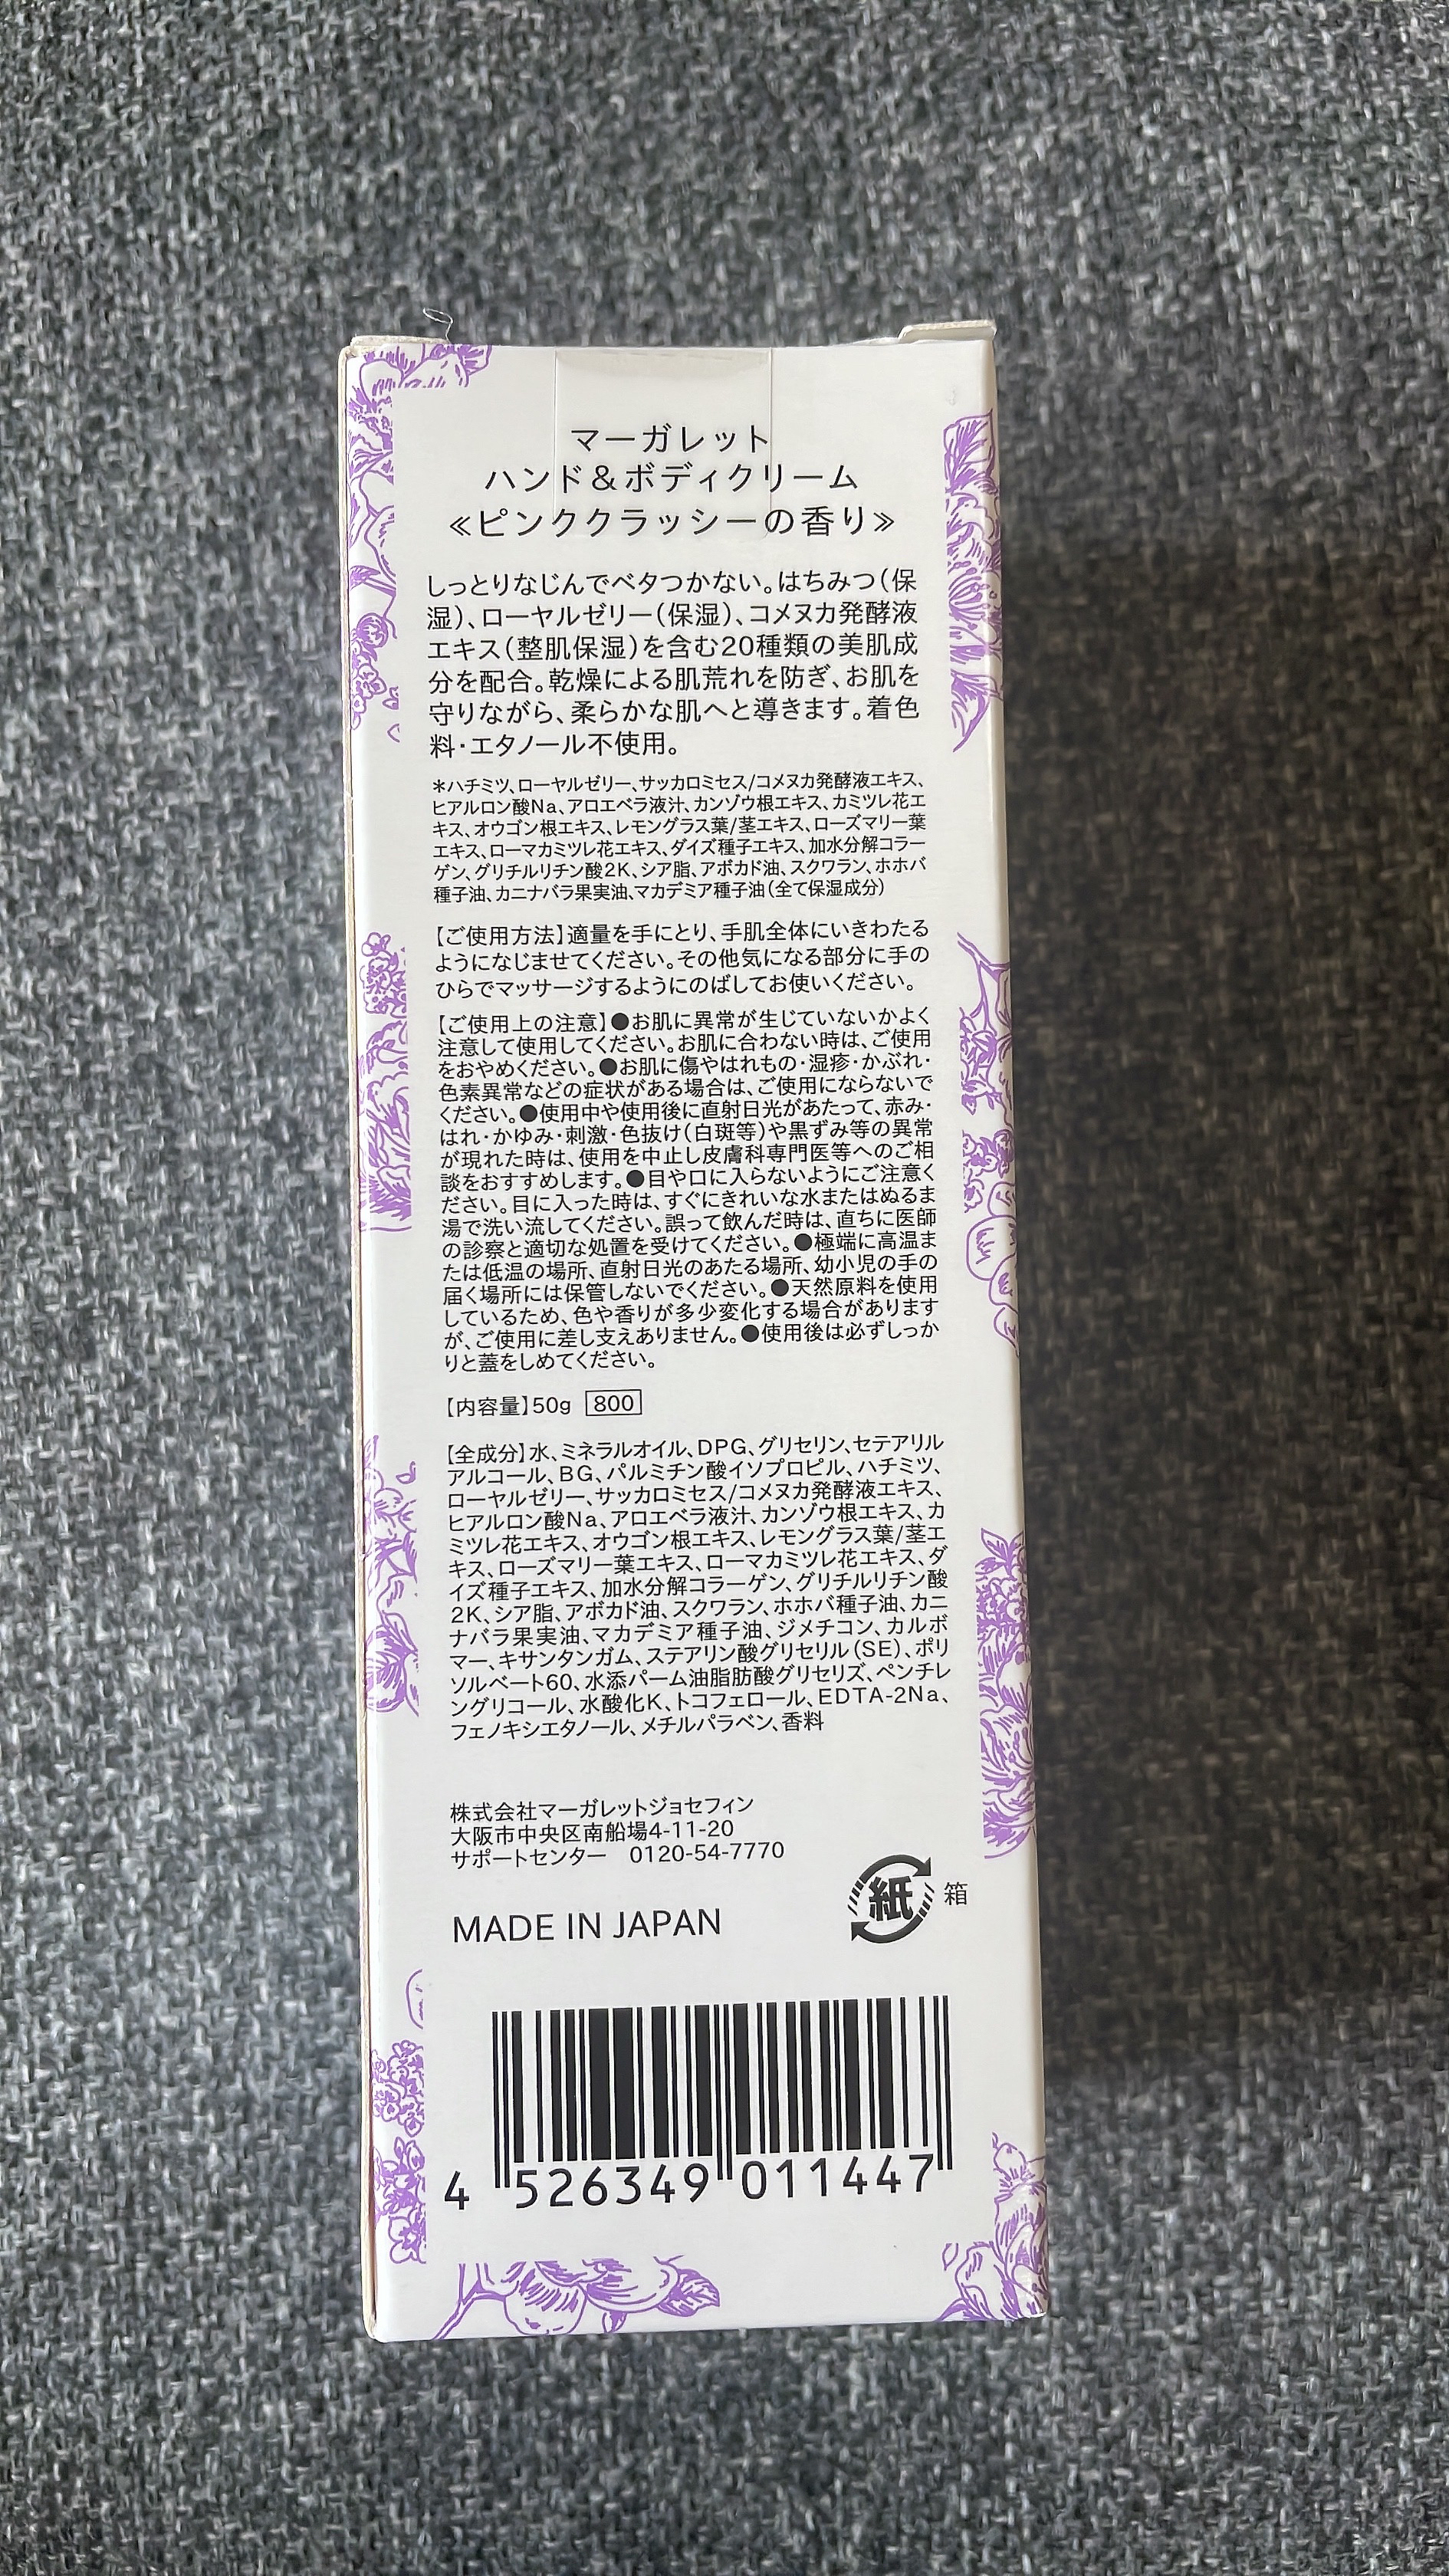 マーガレット
ハンド&ボディクリーム
≪ピンククラッシーの香り≫
しっとりなじんでベタつかない。はちみつ(保
湿)、ローヤルゼリー(保湿)、コメヌカ発酵液
エキス(整肌保湿)を含む20種類の美肌成
分を配合。乾燥による肌荒れを防ぎ、お肌を
守りながら、柔らかな肌へと導きます。着色
料・エタノール不使用。
*ハチミツ、ローヤルゼリー、サッカロミセス/コメヌカ発酵液エキス、
ヒアルロン酸Na、アロエベラ液汁、カンゾウ根エキス、カミツレ花エ
キス、オウゴン根エキス、レモングラス葉/茎エキス、ローズマリー葉
エキス、ローマカミツレ花エキス、ダイズ種子エキス、加水分解コラー
ゲン、グリチルリチン酸2K、シア脂、アボカド油、スクワラン、ホホバ
種子油、カニナバラ果実油、マカデミア種子油(全て保湿成分)
【ご使用方法】適量を手にとり、手肌全体にいきわたる
ようになじませてください。その他気になる部分に手の
ひらでマッサージするようにのばしてお使いください。
【ご使用上の注意】●お肌に異常が生じていないかよく
注意して使用してください。お肌に合わない時は、ご使用
をおやめください。●お肌に傷やはれもの・湿疹・かぶれ・
色素異常などの症状がある場合は、ご使用にならないで
ください。●使用中や使用後に直射日光があたって、赤み・
はれ・かゆみ・刺激・色抜け(白斑等)や黒ずみ等の異常
が現れた時は、使用を中止し皮膚科専門医等へのご相
談をおすすめします。●目や口に入らないようにご注意く
ださい。目に入った時は、すぐにきれいな水またはぬるま
湯で洗い流してください。誤って飲んだ時は、直ちに医師
の診察と適切な処置を受けてください。●極端に高温ま
たは低温の場所、直射日光のあたる場所、幼小児の手の
届く場所には保管しないでください。●天然原料を使用
しているため、色や香りが多少変化する場合があります
が、ご使用に差し支えありません。●使用後は必ずしっか
りと蓋をしめてください。
【内容量】50g 800
【全成分】水、ミネラルオイル、DPG、グリセリン、セテアリル
アルコール、BG、パルミチン酸イソプロピル、ハチミツ、
ローヤルゼリー、サッカロミセス/コメヌカ発酵液エキス、
ヒアルロン酸Na、アロエベラ液汁、カンゾウ根エキス、カ
ミツレ花エキス、オウゴン根エキス、レモングラス葉/茎エ
キス、ローズマリー葉エキス、ローマカミツレ花エキス、ダ
イズ種子エキス、加水分解コラーゲン、グリチルリチン酸
2K、シア脂、アボカド油、スクワラン、ホホバ種子油、カニ
ナバラ果実油、マカデミア種子油、ジメチコン、カルボ
マー、キサンタンガム、ステアリン酸グリセリル(SE)、ポリ
ソルベート60、水添パーム油脂肪酸グリセリズ、ペンチレ
ングリコール、水酸化K、トコフェロール、EDTA-2Na、
フェノキシエタノール、メチルパラベン、香料
株式会社マーガレットジョセフィン
大阪市中央区南船場4-11-20
サポートセンター 0120-54-7770
紙 箱
MADE IN JAPAN
4 526349 011447